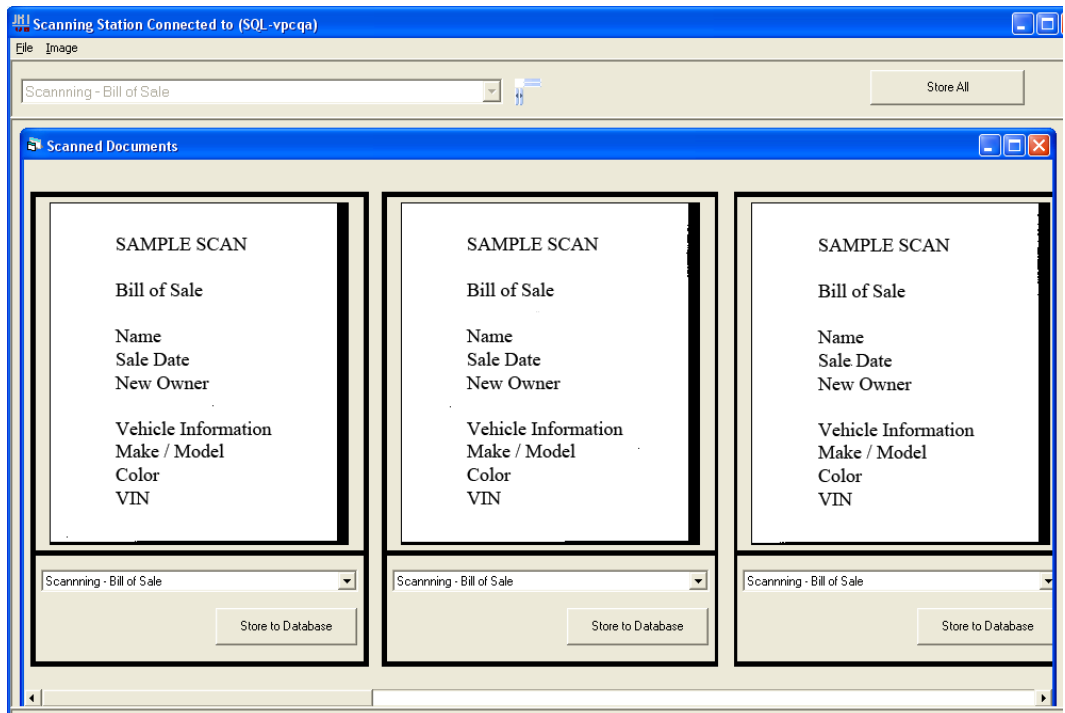 Scanning Station Connected to (SQL-vpcqa)
File Image
Scannning - Bill of Sale
Store All
Scanned Documents
SAMPLE SCAN
Bill of Sale
Name
Sale Date
New Owner
Vehicle Information
Make / Model
Color
VIN
Scannning - Bill of Sale
Store to Database
SAMPLE SCAN
Bill of Sale
Name
Sale Date
New Owner
Vehicle Information
Make / Model
Color
VIN
Scannning - Bill of Sale
Store to Database
SAMPLE SCAN
Bill of Sale
Name
Sale Date
New Owner
Vehicle Information
Make / Model
Color
VIN
Scannning - Bill of Sale
Store to Database